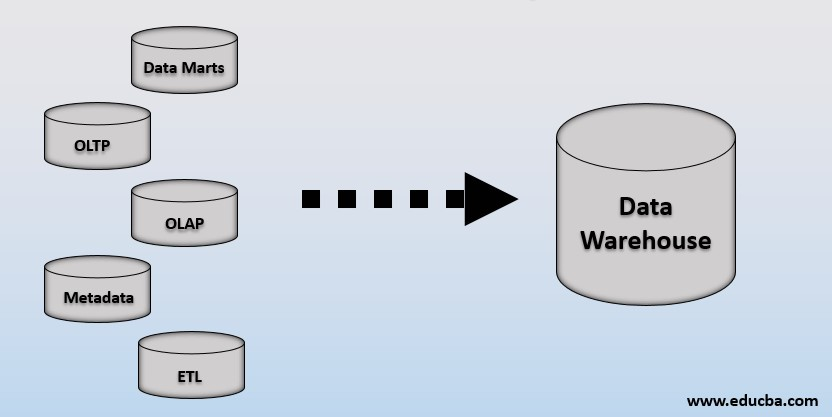 Data Marts
OLTP
OLAP
Metadata
ETL
Data
Warehouse
www.educba.com